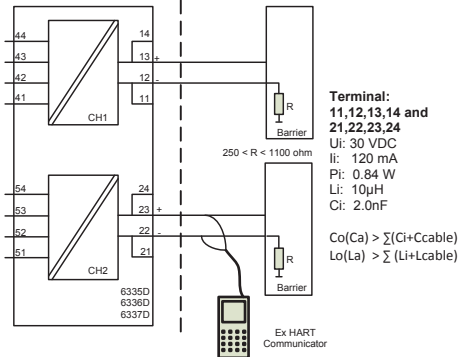 44
43
42
41
14
13 +
12 -
11
CH1
R
Barrier
250 < R < 1100 ohm
54
53
52
51
24
23 +
22 -
21
CH2
R
Barrier
6335D
6336D
6337D
Ex HART
Communicator
Terminal:
11,12,13,14 and
21,22,23,24
Ui: 30 VDC
Ii: 120 mA
Pi: 0.84 W
Li: 10µH
Ci: 2.0nF
Co(Ca) > ∑(Ci+Ccable)
Lo(La) > ∑ (Li+Lcable)